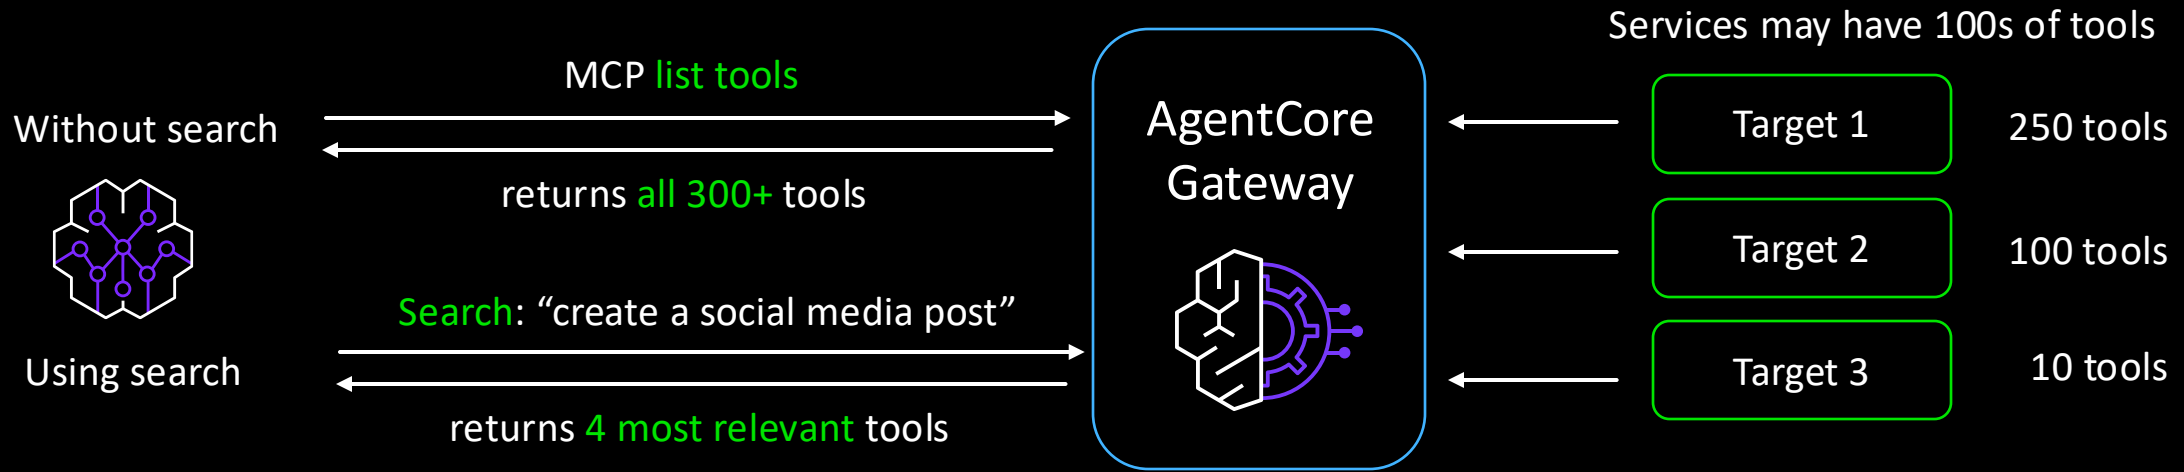 Services may have 100s of tools
MCP list tools
Without search
returns all 300+ tools
Search: “create a social media post”
Using search
returns 4 most relevant tools
AgentCore
Gateway
Target 1
250 tools
Target 2
100 tools
Target 3
10 tools